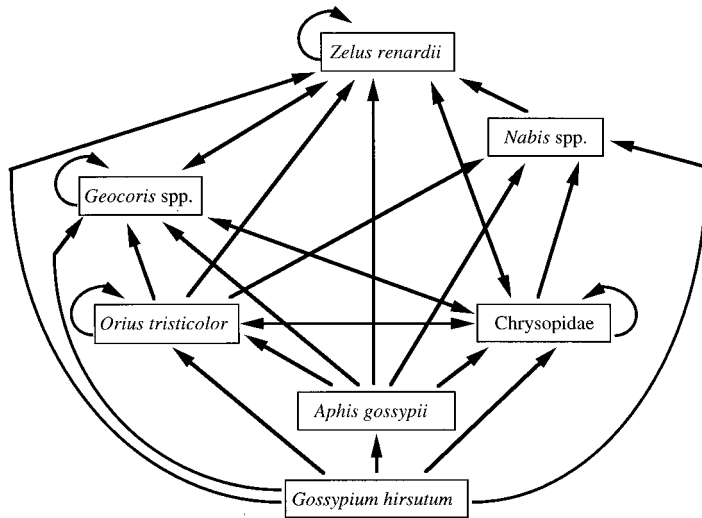 Zelus renardii
Nabis spp.
Geocoris spp.
Orius tristicolor
Chrysopidae
Aphis gossypii
Gossypium hirsutum